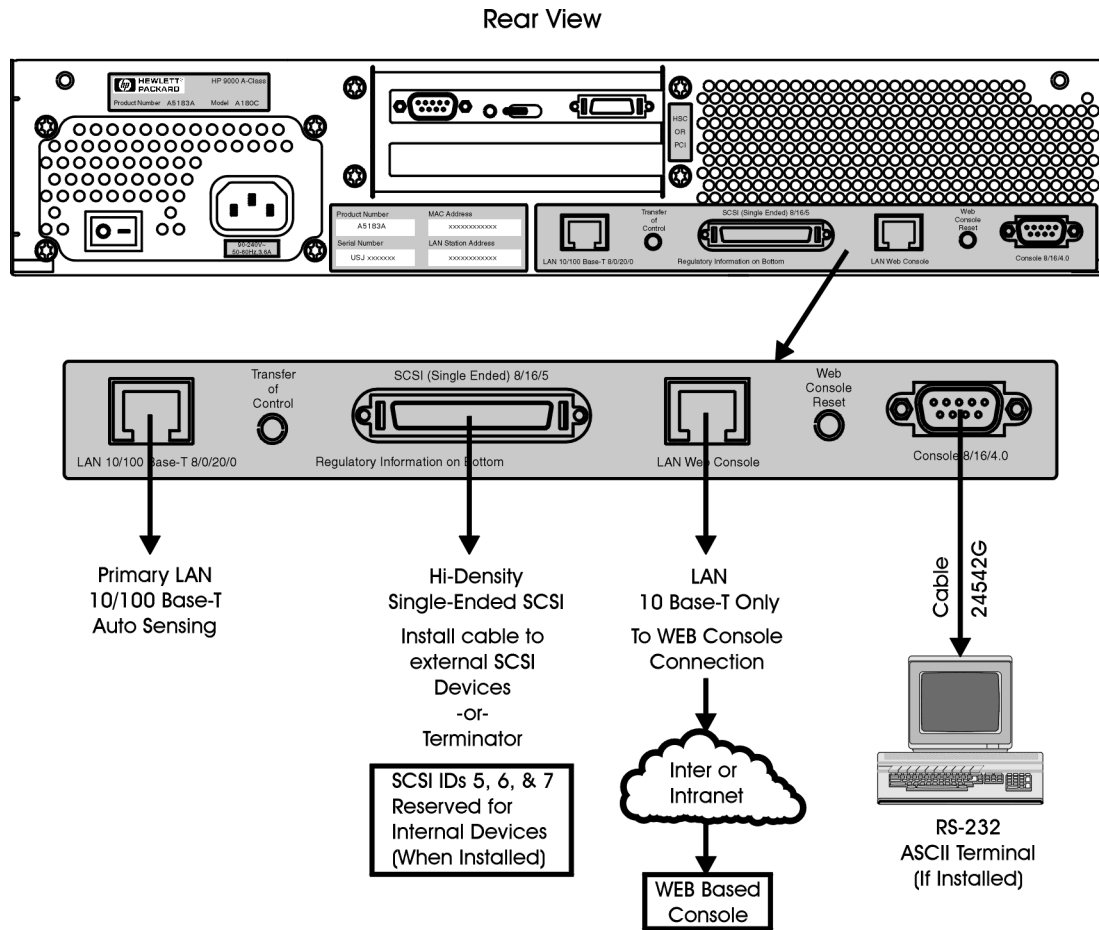 Rear View
hp HEWLETT PACKARD
HP 9000 A-Class
Product Number A5183A Model A180C
HSC
OR
PCI
90-240V~
50-60Hz,3.6A
Product Number
A5183A
MAC Address
xxxxxxxxxxxx
Serial Number
USJ xxxxxxx
LAN Station Address
xxxxxxxxxxxx
LAN 10/100 Base-T 8/0/20/0
Transfer
of
Control
SCSI (Single Ended) 8/16/5
Regulatory Information on Bottom
LAN Web Console
Web
Console
Reset
Console 8/16/4.0
LAN 10/100 Base-T 8/0/20/0
Transfer
of
Control
SCSI (Single Ended) 8/16/5
Regulatory Information on Bottom
LAN Web Console
Web
Console
Reset
Console 8/16/4.0
Primary LAN
10/100 Base-T
Auto Sensing
Hi-Density
Single-Ended SCSI
Install cable to
external SCSI
Devices
-or-
Terminator
SCSI IDs 5, 6, & 7
Reserved for
Internal Devices
(When Installed)
LAN
10 Base-T Only
To WEB Console
Connection
Inter or
Intranet
WEB Based
Console
Cable
24542G
RS-232
ASCII Terminal
(If Installed)